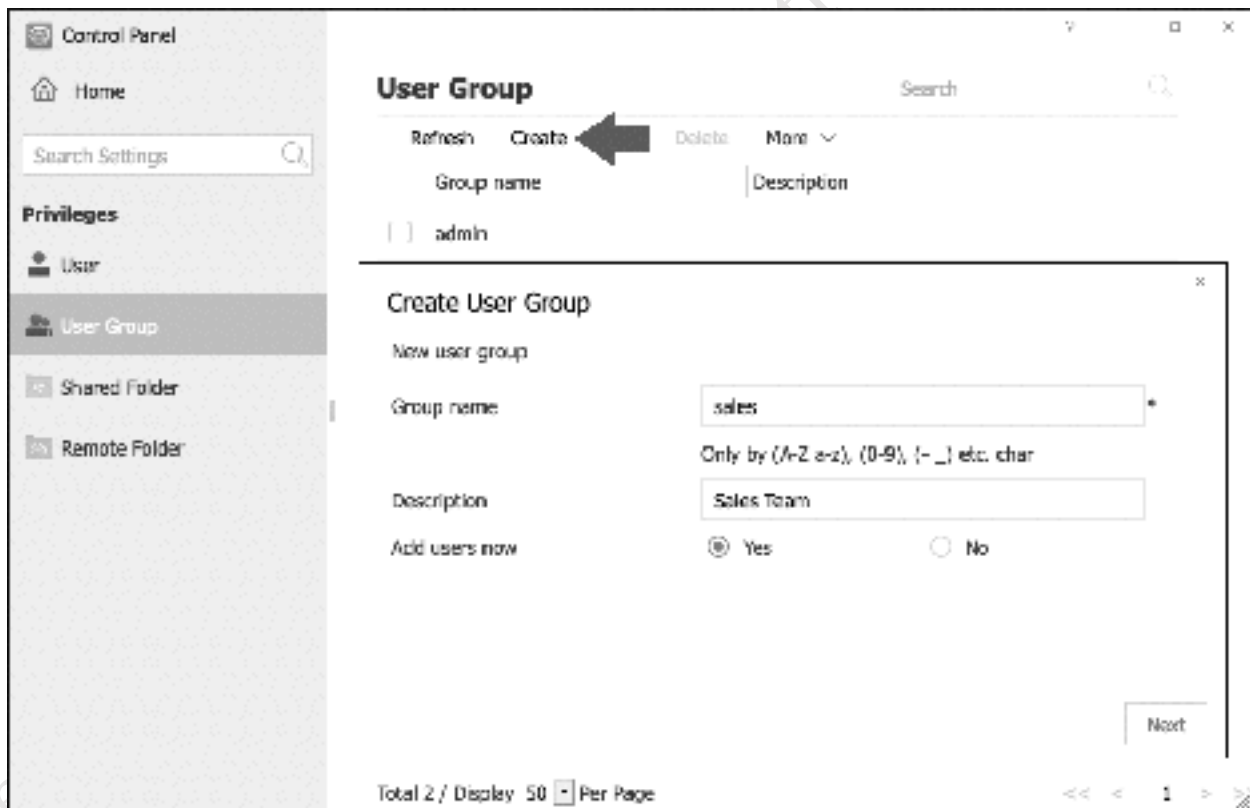 Control Panel
Home
Search Settings
Privileges
User
User Group
Shared Folder
Remote Folder
?
User Group
Search
Refresh Create Delete More
Group name Description
admin
Create User Group
New user group
Group name sales *
Only by (A-Z a-z), (0-9), (- _) etc. char
Description Sales Team
Add users now Yes No
Next
Total 2 / Display 50 Per Page << < 1 > >>